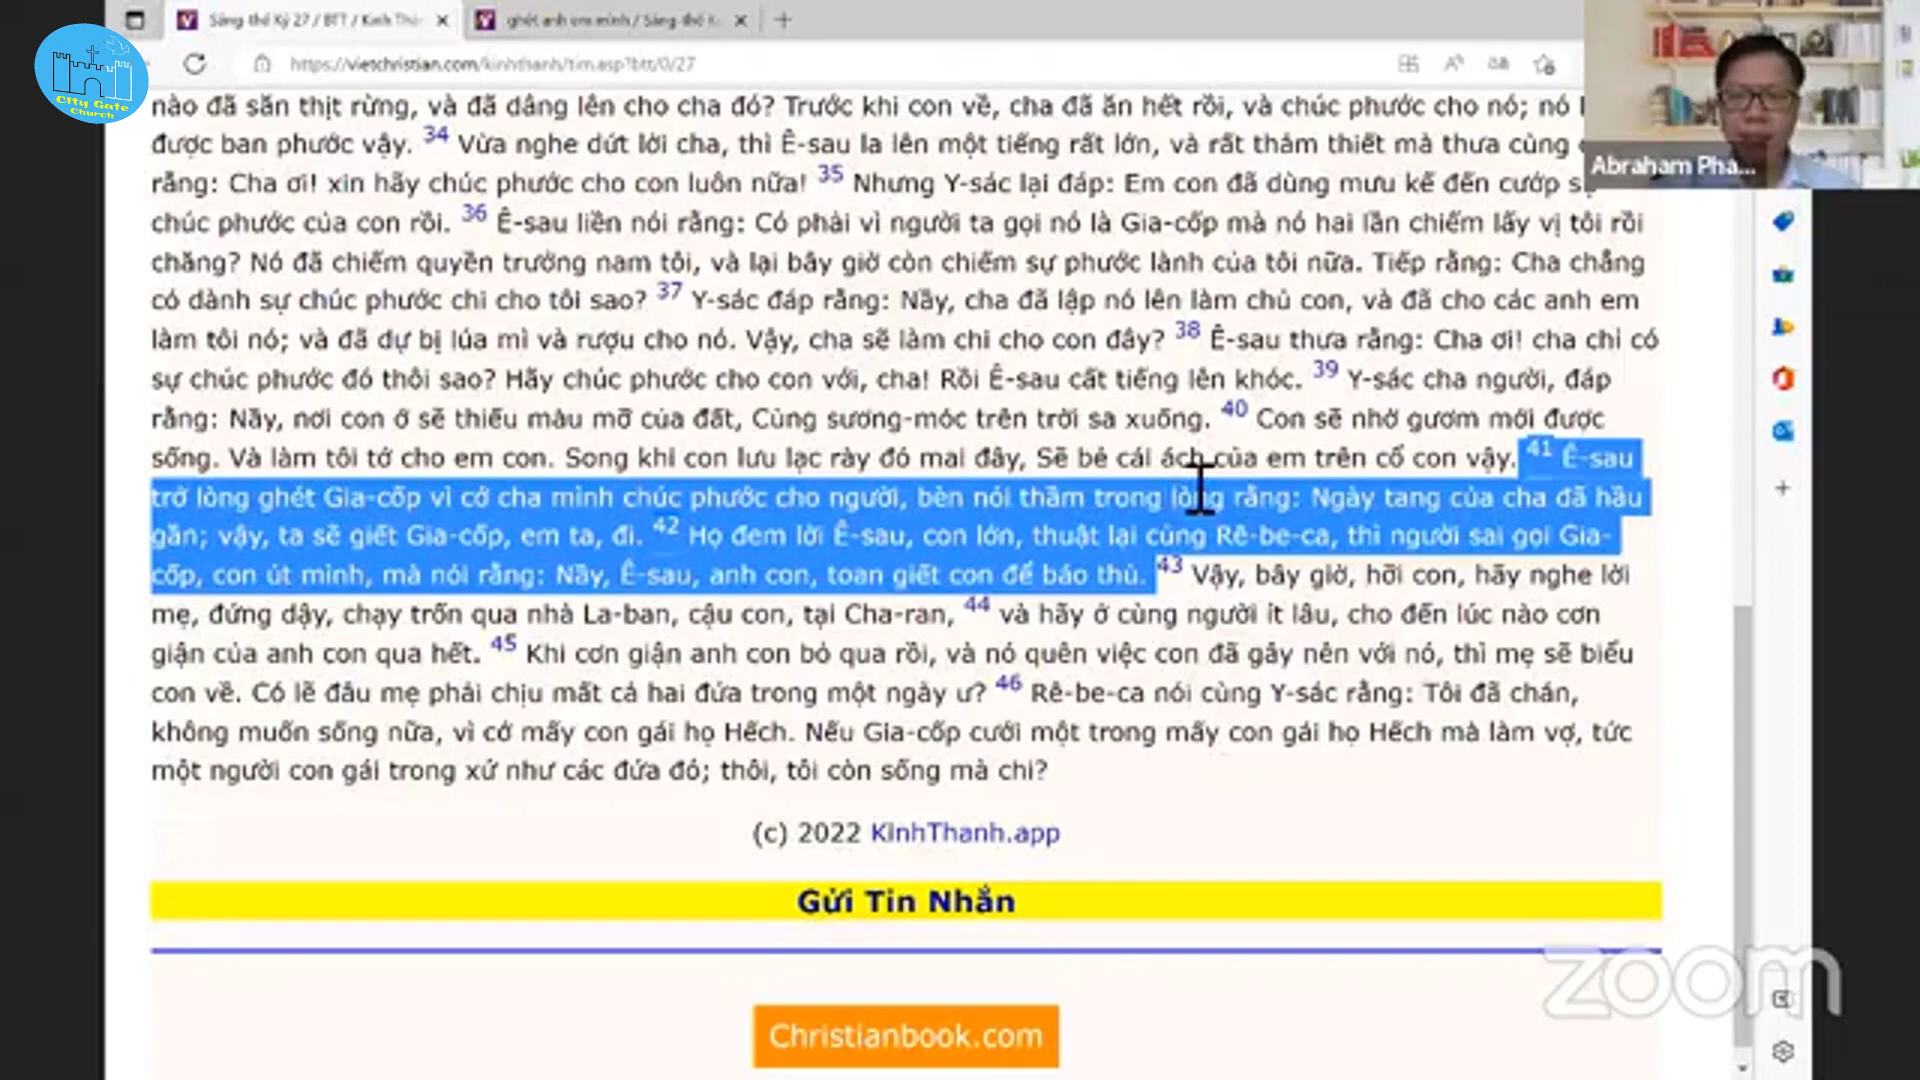 Sáng-thế Ký 27 / BTT / Kinh Thá
ghét anh em mình / Sáng-thế K
https://vietchristian.com/kinhthanh/tim.asp?btt/0/27
City Gate
Church
nào đã săn thịt rừng, và đã dâng lên cho cha đó? Trước khi con về, cha đã ăn hết rồi, và chúc phước cho nó; nó
được ban phước vậy. 34 Vừa nghe dứt lời cha, thì Ê-sau la lên một tiếng rất lớn, và rất thảm thiết mà thưa cùng
Abraham Pha...
rằng: Cha ơi! xin hãy chúc phước cho con luôn nữa! 35 Nhưng Y-sác lại đáp: Em con đã dùng mưu kế đến cướp
chúc phước của con rồi. 36 Ê-sau liền nói rằng: Có phải vì người ta gọi nó là Gia-cốp mà nó hai lần chiếm lấy vị tôi rồi
chăng? Nó đã chiếm quyền trưởng nam tôi, và lại bây giờ còn chiếm sự phước lành của tôi nữa. Tiếp rằng: Cha chẳng
có dành sự chúc phước chi cho tôi sao? 37 Y-sác đáp rằng: Nầy, cha đã lập nó lên làm chủ con, và đã cho các anh em
làm tôi nó; và đã dự bị lúa mì và rượu cho nó. Vậy, cha sẽ làm chi cho con đây? 38 Ê-sau thưa rằng: Cha ơi! cha chỉ có
sự chúc phước đó thôi sao? Hãy chúc phước cho con với, cha! Rồi Ê-sau cất tiếng lên khóc. 39 Y-sác cha người, đáp
rằng: Nầy, nơi con ở sẽ thiếu màu mỡ của đất, Cùng sương-móc trên trời sa xuống. 40 Con sẽ nhờ gươm mới được
sống. Và làm tôi tớ cho em con. Song khi con lưu lạc rày đó mai đây, Sẽ bẻ cái ách của em trên cổ con vậy. 41 Ê-sau
trở lòng ghét Gia-cốp vì cớ cha mình chúc phước cho người, bèn nói thầm trong lòng rằng: Ngày tang của cha đã hầu
gần; vậy, ta sẽ giết Gia-cốp, em ta, đi. 42 Họ đem lời Ê-sau, con lớn, thuật lại cùng Rê-be-ca, thì người sai gọi Gia-
cốp, con út mình, mà nói rằng: Nầy, Ê-sau, anh con, toan giết con để báo thù. 43 Vậy, bây giờ, hỡi con, hãy nghe lời
mẹ, đứng dậy, chạy trốn qua nhà La-ban, cậu con, tại Cha-ran, 44 và hãy ở cùng người ít lâu, cho đến lúc nào cơn
giận của anh con qua hết. 45 Khi cơn giận anh con bỏ qua rồi, và nó quên việc con đã gây nên với nó, thì mẹ sẽ biểu
con về. Có lẽ đâu mẹ phải chịu mất cả hai đứa trong một ngày ư? 46 Rê-be-ca nói cùng Y-sác rằng: Tôi đã chán,
không muốn sống nữa, vì cớ mấy con gái họ Hếch. Nếu Gia-cốp cưới một trong mấy con gái họ Hếch mà làm vợ, tức
một người con gái trong xứ như các đứa đó; thôi, tôi còn sống mà chi?
(c) 2022 KinhThanh.app
Gửi Tin Nhắn
zoom
Christianbook.com